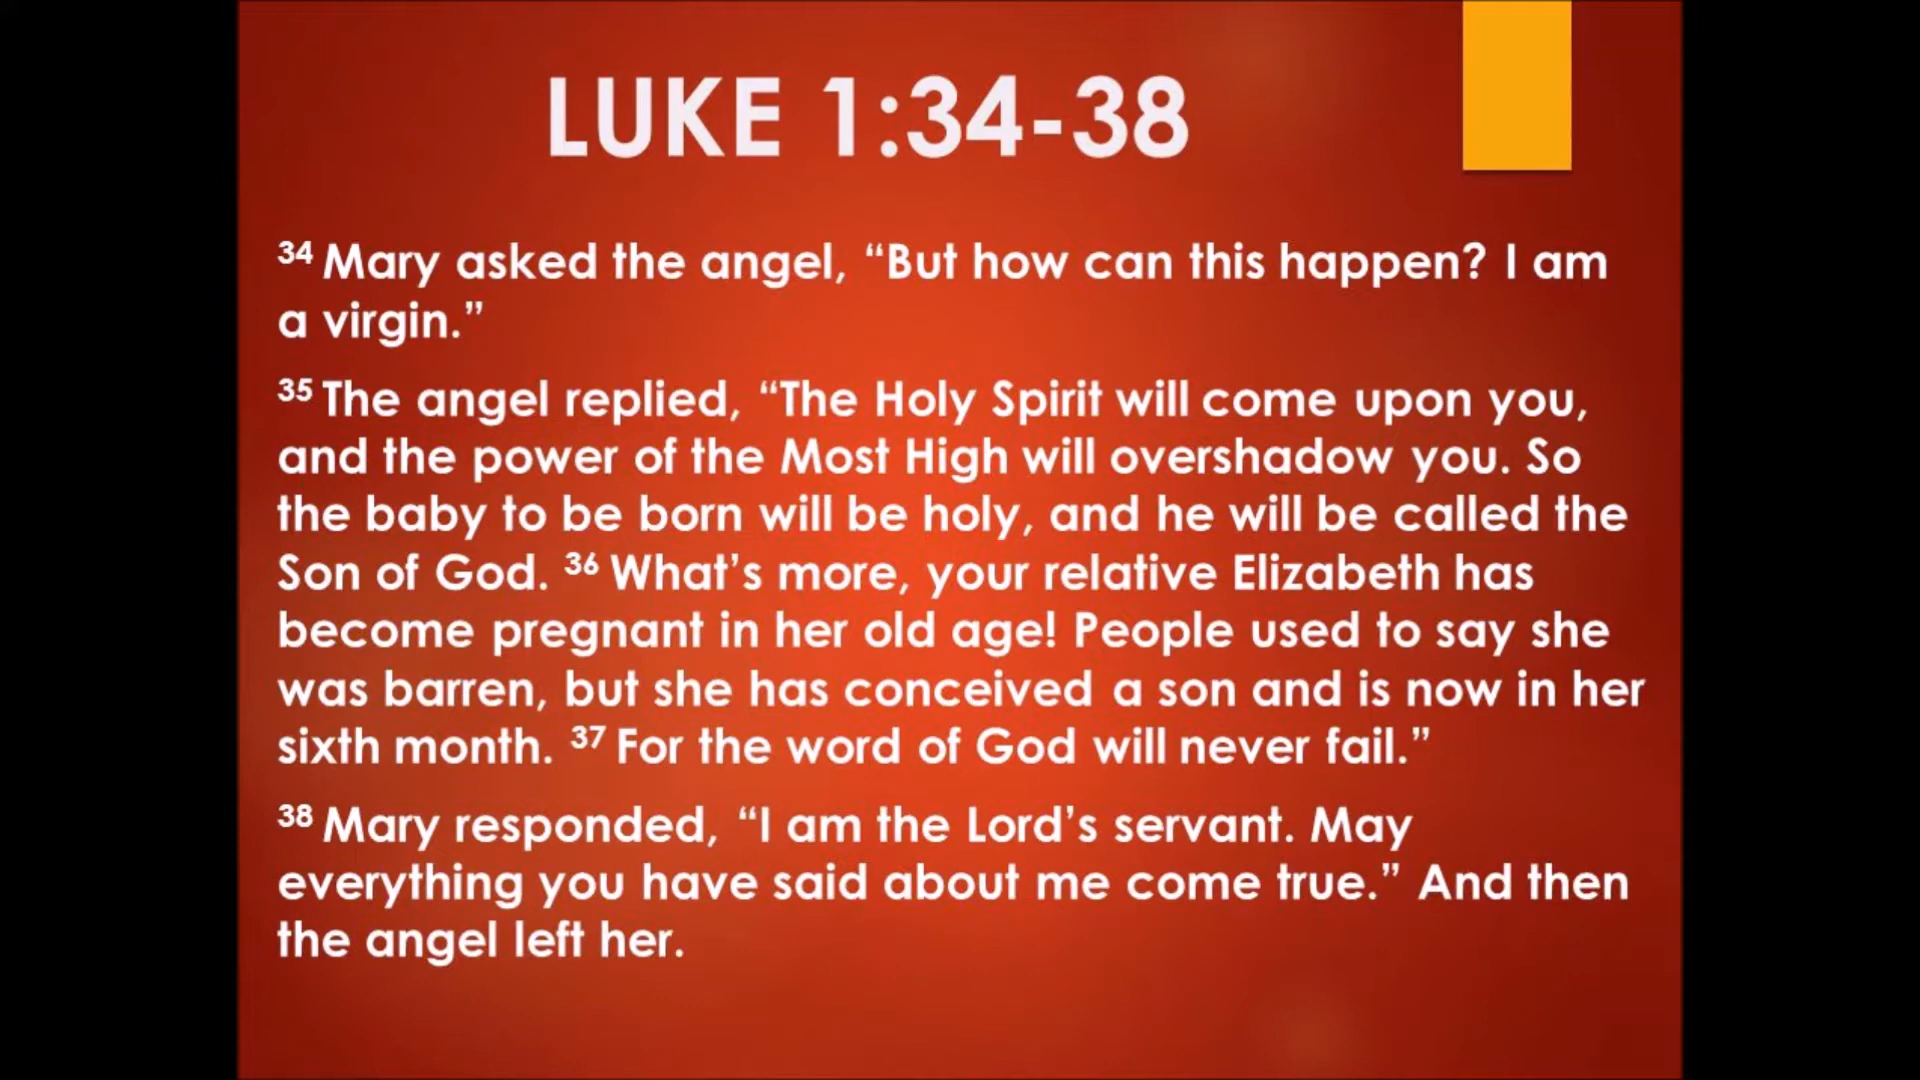 LUKE 1:34-38
34 Mary asked the angel, “But how can this happen? I am
a virgin.”
35 The angel replied, “The Holy Spirit will come upon you,
and the power of the Most High will overshadow you. So
the baby to be born will be holy, and he will be called the
Son of God. 36 What’s more, your relative Elizabeth has
become pregnant in her old age! People used to say she
was barren, but she has conceived a son and is now in her
sixth month. 37 For the word of God will never fail.”
38 Mary responded, “I am the Lord’s servant. May
everything you have said about me come true.” And then
the angel left her.